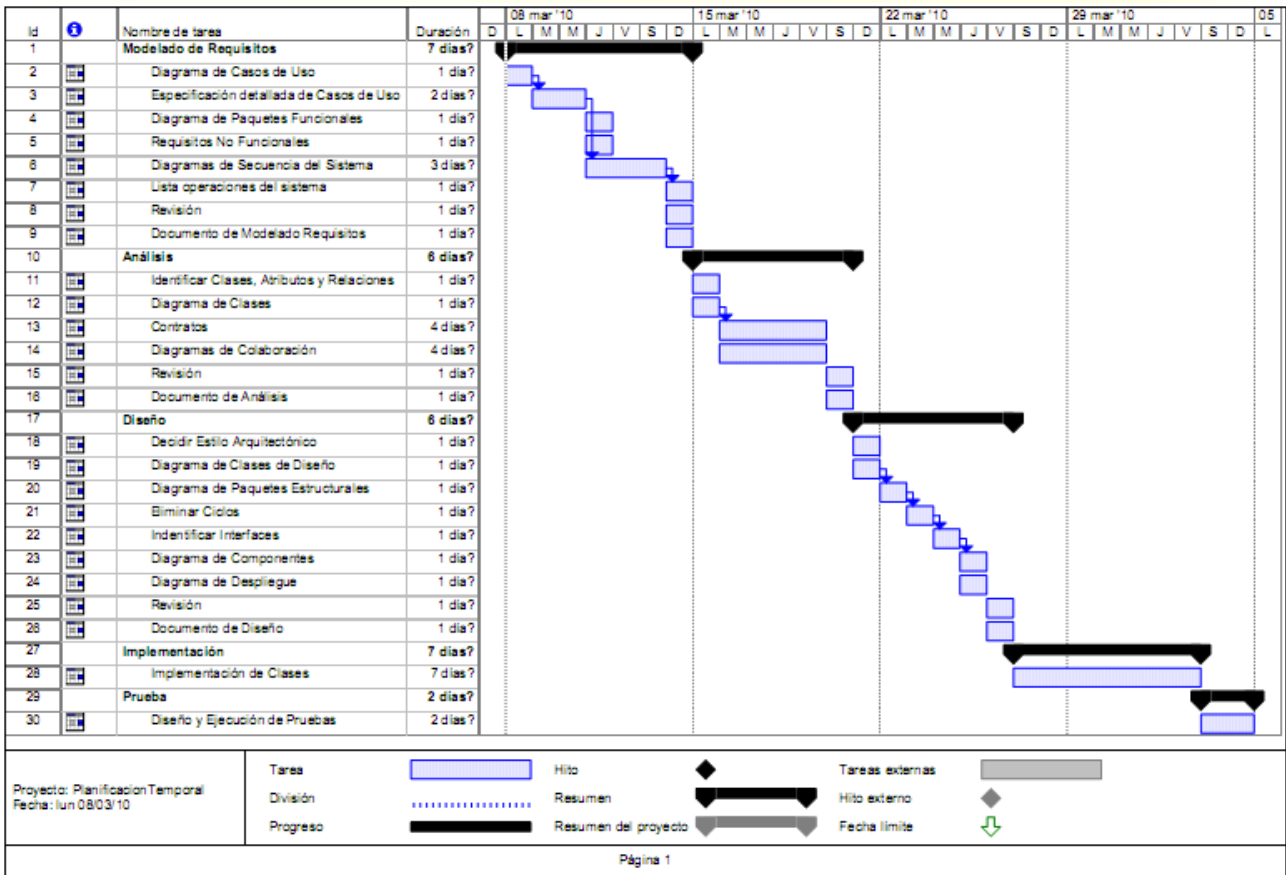 08 mar '10 15 mar '10 22 mar '10 29 mar '10 05
Id Nombre de tarea Duración D L M M J V S D L M M J V S D L M M J V S D L M M J V S D L
1 Modelado de Requisitos 7 días?
2 Diagrama de Casos de Uso 1 día?
3 Especificación detallada de Casos de Uso 2 días?
4 Diagrama de Paquetes Funcionales 1 día?
5 Requisitos No Funcionales 1 día?
6 Diagramas de Secuencia del Sistema 3 días?
7 Lista operaciones del sistema 1 día?
8 Revisión 1 día?
9 Documento de Modelado Requisitos 1 día?
10 Análisis 6 días?
11 Identificar Clases, Atributos y Relaciones 1 día?
12 Diagrama de Clases 1 día?
13 Contratos 4 días?
14 Diagramas de Colaboración 4 días?
15 Revisión 1 día?
16 Documento de Análisis 1 día?
17 Diseño 6 días?
18 Decidir Estilo Arquitectónico 1 día?
19 Diagrama de Clases de Diseño 1 día?
20 Diagrama de Paquetes Estructurales 1 día?
21 Eliminar Ciclos 1 día?
22 Indentificar Interfaces 1 día?
23 Diagrama de Componentes 1 día?
24 Diagrama de Despliegue 1 día?
25 Revisión 1 día?
26 Documento de Diseño 1 día?
27 Implementación 7 días?
28 Implementación de Clases 7 días?
29 Prueba 2 días?
30 Diseño y Ejecución de Pruebas 2 días?
Proyecto: Planificacion Temporal
Fecha: lun 08/03/10
Tarea Hito Tareas externas
División Resumen Hito externo
Progreso Resumen del proyecto Fecha límite
Página 1